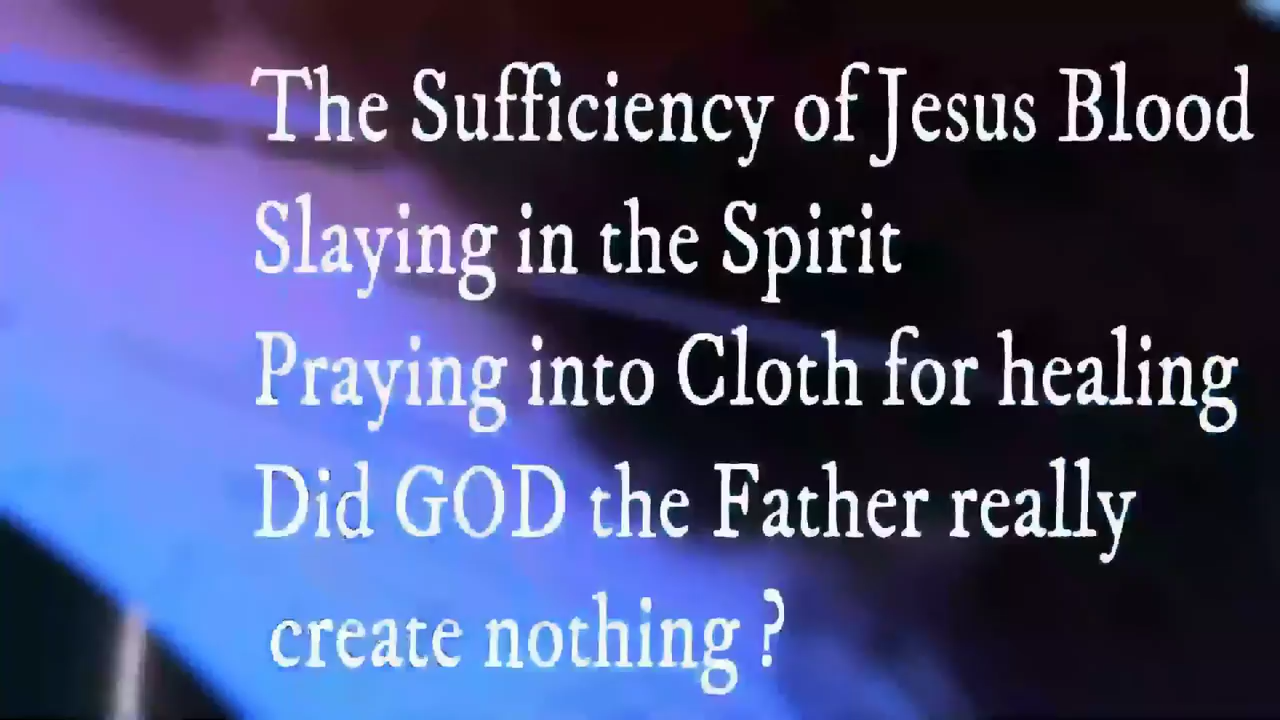 The Sufficiency of Jesus Blood
Slaying in the Spirit
Praying into Cloth for healing
Did GOD the Father really
create nothing ?